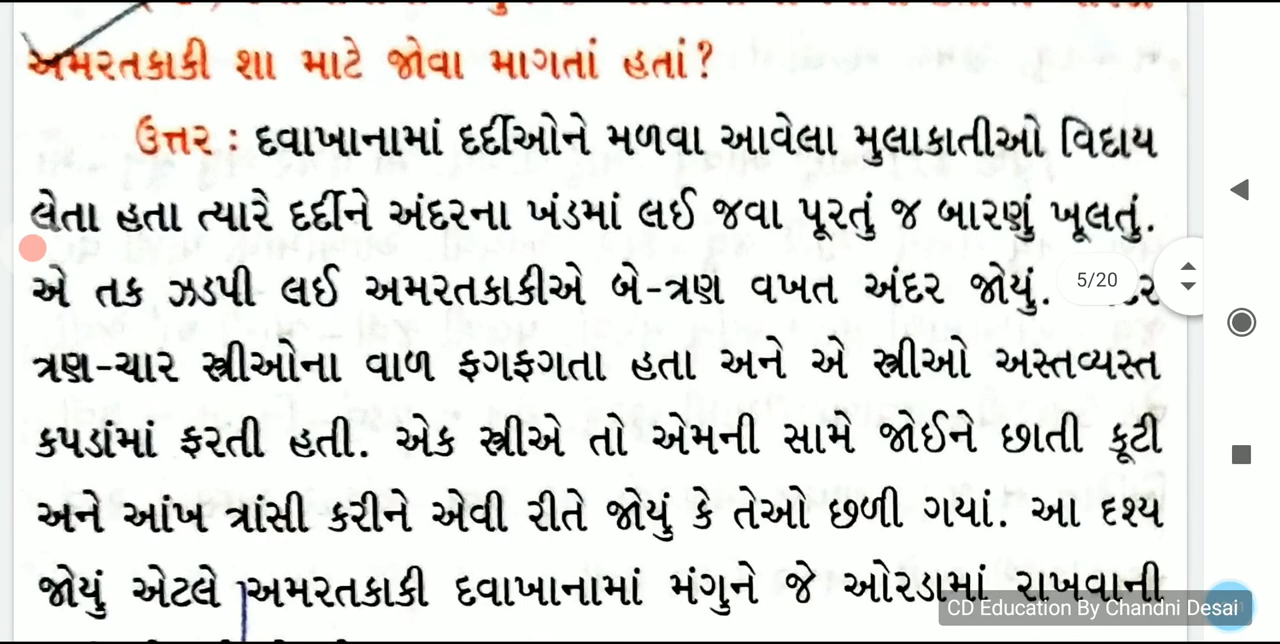 અમરતકાકી શા માટે જોવા માગતાં હતાં?
ઉત્તર : દવાખાનામાં દર્દીઓને મળવા આવેલા મુલાકાતીઓ વિદાય
લેતા હતા ત્યારે દર્દીને અંદરના ખંડમાં લઈ જવા પૂરતું જ બારણું ખૂલતું.
એ તક ઝડપી લઈ અમરતકાકીએ બે-ત્રણ વખત અંદર જોયું.
5/20
ત્રણ-ચાર સ્ત્રીઓના વાળ ફગફગતા હતા અને એ સ્ત્રીઓ અસ્તવ્યસ્ત
કપડાંમાં ફરતી હતી. એક સ્ત્રીએ તો એમની સામે જોઈને છાતી કૂટી
અને આંખ ત્રાંસી કરીને એવી રીતે જોયું કે તેઓ છળી ગયાં. આ દૃશ્ય
જોયું એટલે અમરતકાકી દવાખાનામાં મંગુને જે ઓરડામાં રાખવાની
CD Education By Chandni Desai